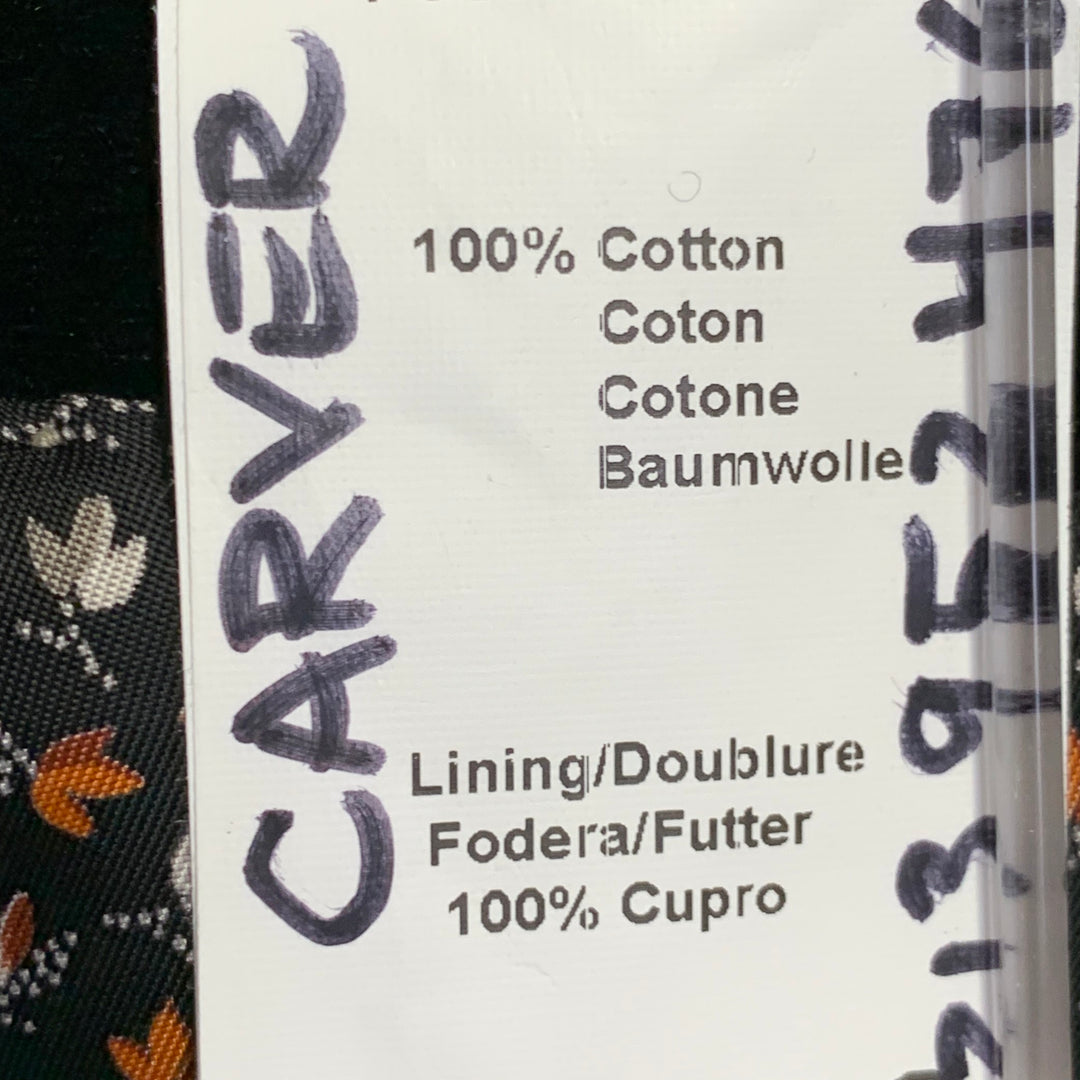 CARVER
100% Cotton
Coton
Cotone
Baumwolle
Lining/Doublure
Fodera/Futter
100% Cupro